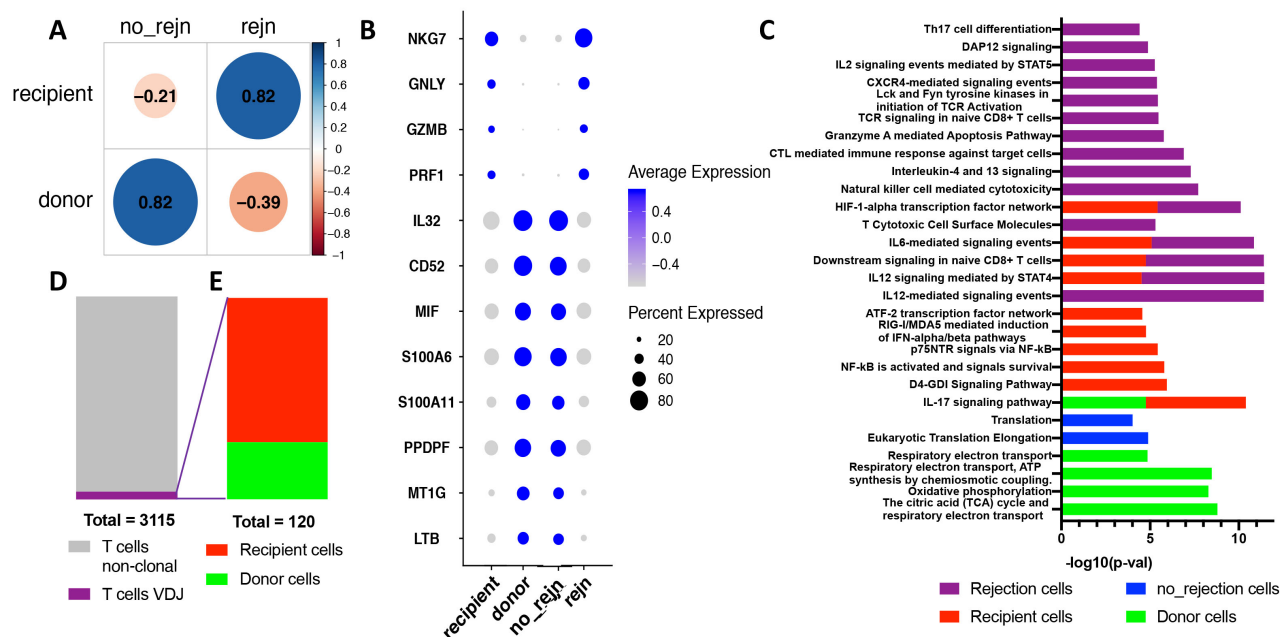 A
no_rejn
rejn
recipient
−0.21
0.82
donor
0.82
−0.39
1
0.8
0.6
0.4
0.2
0
−0.2
−0.4
−0.6
−0.8
−1
B
NKG7
GNLY
GZMB
PRF1
IL32
CD52
MIF
S100A6
S100A11
PPDPF
MT1G
LTB
recipient
donor
no_rejn
rejn
Average Expression
0.4
0.0
−0.4
Percent Expressed
20
40
60
80
C
Th17 cell differentiation
DAP12 signaling
IL2 signaling events mediated by STAT5
CXCR4-mediated signaling events
Lck and Fyn tyrosine kinases in
initiation of TCR Activation
TCR signaling in naive CD8+ T cells
Granzyme A mediated Apoptosis Pathway
CTL mediated immune response against target cells
Interleukin-4 and 13 signaling
Natural killer cell mediated cytotoxicity
HIF-1-alpha transcription factor network
T Cytotoxic Cell Surface Molecules
IL6-mediated signaling events
Downstream signaling in naive CD8+ T cells
IL12 signaling mediated by STAT4
IL12-mediated signaling events
ATF-2 transcription factor network
RIG-I/MDA5 mediated induction
of IFN-alpha/beta pathways
p75NTR signals via NF-kB
NF-kB is activated and signals survival
D4-GDI Signaling Pathway
IL-17 signaling pathway
Translation
Eukaryotic Translation Elongation
Respiratory electron transport
Respiratory electron transport, ATP
synthesis by chemiosmotic coupling.
Oxidative phosphorylation
The citric acid (TCA) cycle and
respiratory electron transport
0
5
10
-log10(p-val)
Rejection cells
no_rejection cells
Recipient cells
Donor cells
D
Total = 3115
T cells
non-clonal
T cells VDJ
E
Total = 120
Recipient cells
Donor cells